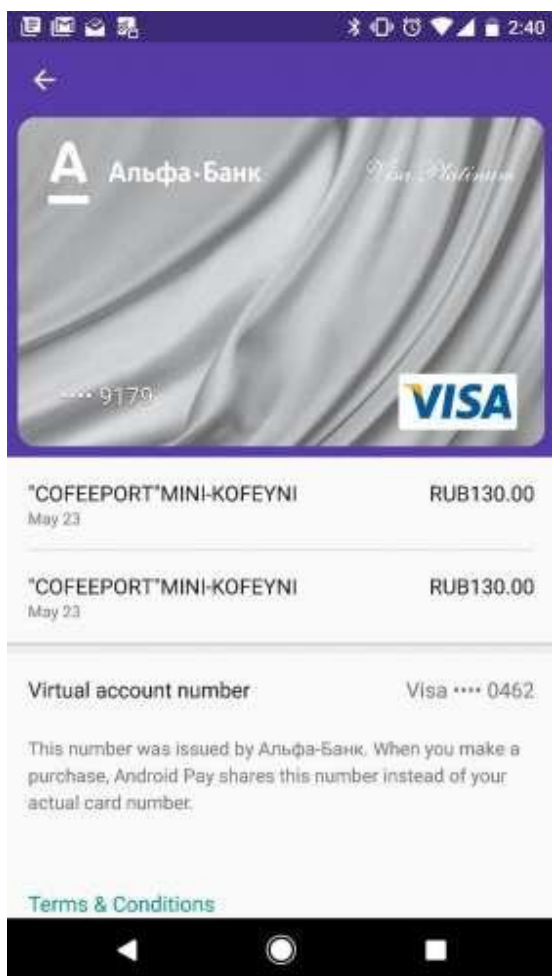 2:40
A
Альфа·Банк
Visa Platinum
•••• 9179
VISA
"COFEEPORT"MINI-KOFEYNI RUB130.00
May 23
"COFEEPORT"MINI-KOFEYNI RUB130.00
May 23
Virtual account number Visa •••• 0462
This number was issued by Альфа-Банк. When you make a
purchase, Android Pay shares this number instead of your
actual card number.
Terms & Conditions